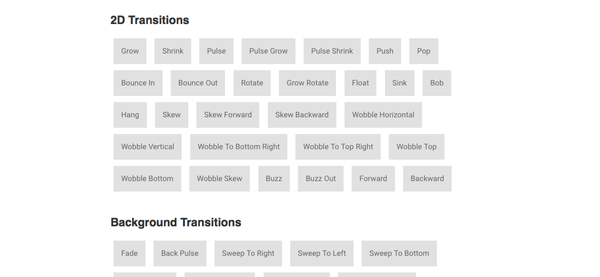 2D Transitions
Grow Shrink Pulse Pulse Grow Pulse Shrink Push Pop
Bounce In Bounce Out Rotate Grow Rotate Float Sink Bob
Hang Skew Skew Forward Skew Backward Wobble Horizontal
Wobble Vertical Wobble To Bottom Right Wobble To Top Right Wobble Top
Wobble Bottom Wobble Skew Buzz Buzz Out Forward Backward
Background Transitions
Fade Back Pulse Sweep To Right Sweep To Left Sweep To Bottom